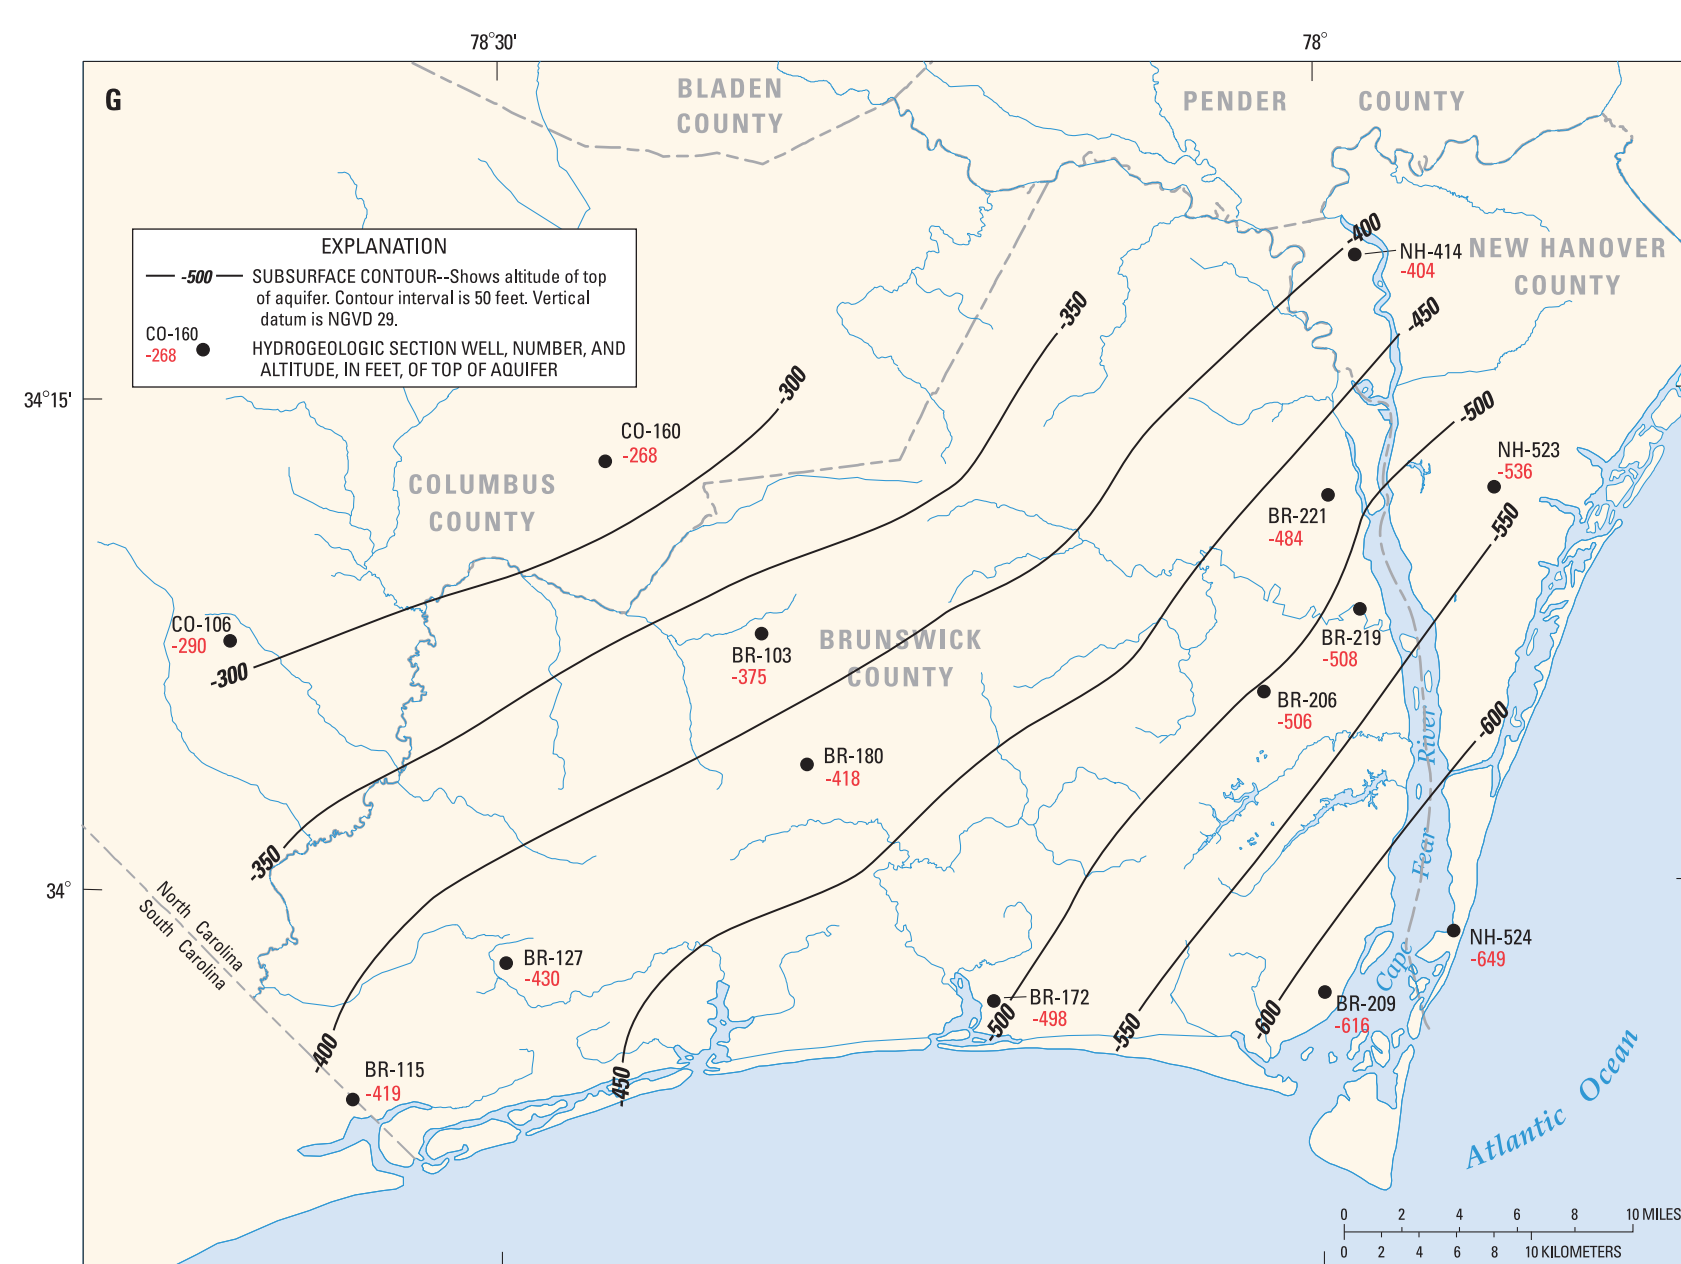 78°30'
78°
G
BLADEN
COUNTY
PENDER COUNTY
EXPLANATION
-500 SUBSURFACE CONTOUR--Shows altitude of top
of aquifer. Contour interval is 50 feet. Vertical
datum is NGVD 29.
CO-160
-268
HYDROGEOLOGIC SECTION WELL, NUMBER, AND
ALTITUDE, IN FEET, OF TOP OF AQUIFER
-400
NH-414
-404
NEW HANOVER
COUNTY
-350
-450
-300
34°15'
-500
CO-160
-268
NH-523
-536
COLUMBUS
COUNTY
BR-221
-484
-550
CO-106
-290
-300
BR-103
-375
BRUNSWICK
COUNTY
BR-219
-508
BR-206
-506
-600
BR-180
-418
-350
34°
North Carolina
South Carolina
Cape Fear River
BR-127
-430
NH-524
-649
BR-172
-498
BR-209
-616
-400
-450
-500
-550
-600
BR-115
-419
Atlantic Ocean
0 2 4 6 8 10 MILES
0 2 4 6 8 10 KILOMETERS